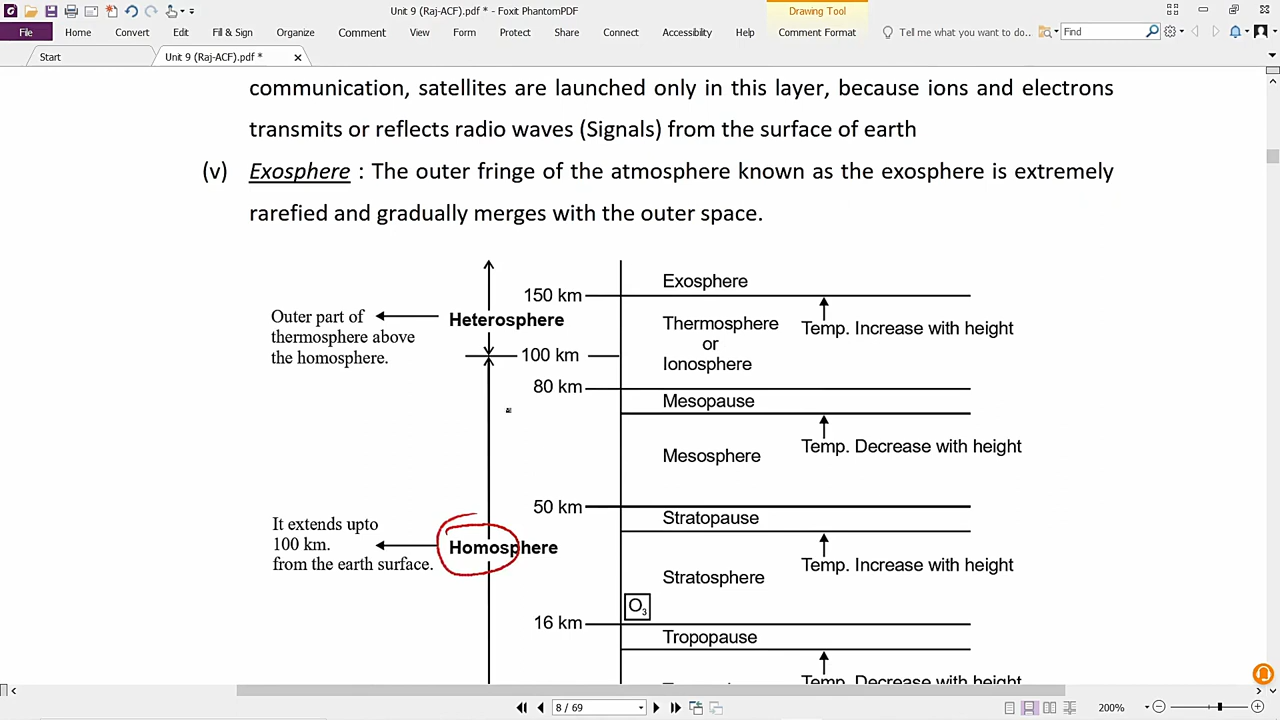 Unit 9 (Raj-ACF).pdf * - Foxit PhantomPDF
Drawing Tool
File Home Convert Edit Fill & Sign Organize Comment View Form Protect Share Connect Accessibility Help Comment Format Tell me what you want to do.. Find
Start Unit 9 (Raj-ACF).pdf *
communication, satellites are launched only in this layer, because ions and electrons
transmits or reflects radio waves (Signals) from the surface of earth
(v) Exosphere : The outer fringe of the atmosphere known as the exosphere is extremely
rarefied and gradually merges with the outer space.
Exosphere
150 km
Outer part of
thermosphere above
the homosphere.
Heterosphere
Thermosphere
or
Ionosphere
Temp. Increase with height
100 km
80 km
Mesopause
Temp. Decrease with height
Mesosphere
50 km
Stratopause
It extends upto
100 km.
from the earth surface.
Homosphere
Temp. Increase with height
Stratosphere
O3
16 km
Tropopause
Temp. Decrease with height
8 / 69
200%